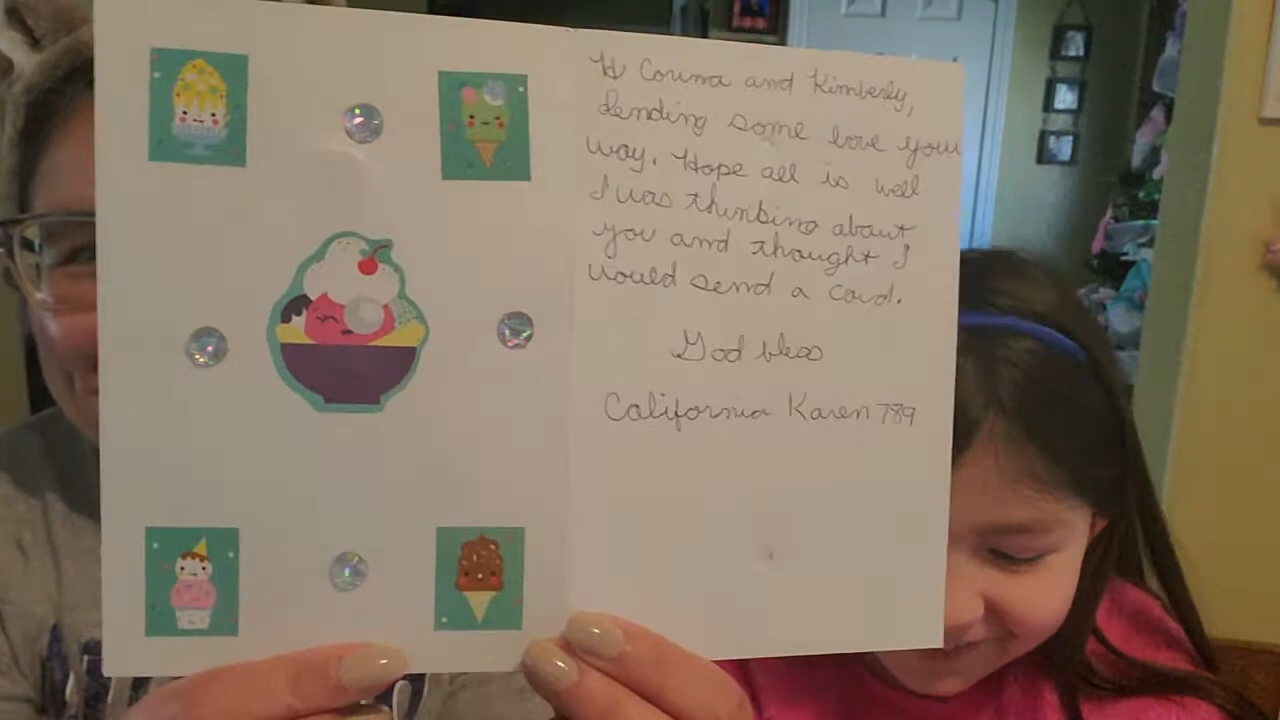 Hi Corinna and Kimberly,
Sending some love your
way. Hope all is well
I was thinking about
you and thought I
would send a card.
God bless
California Karen 789